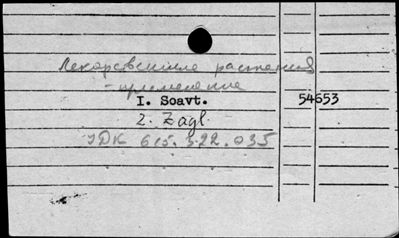 Лекарственные растения
- применение
I. Soavt. 54653
2. Zagl.
УДК 615.322.035